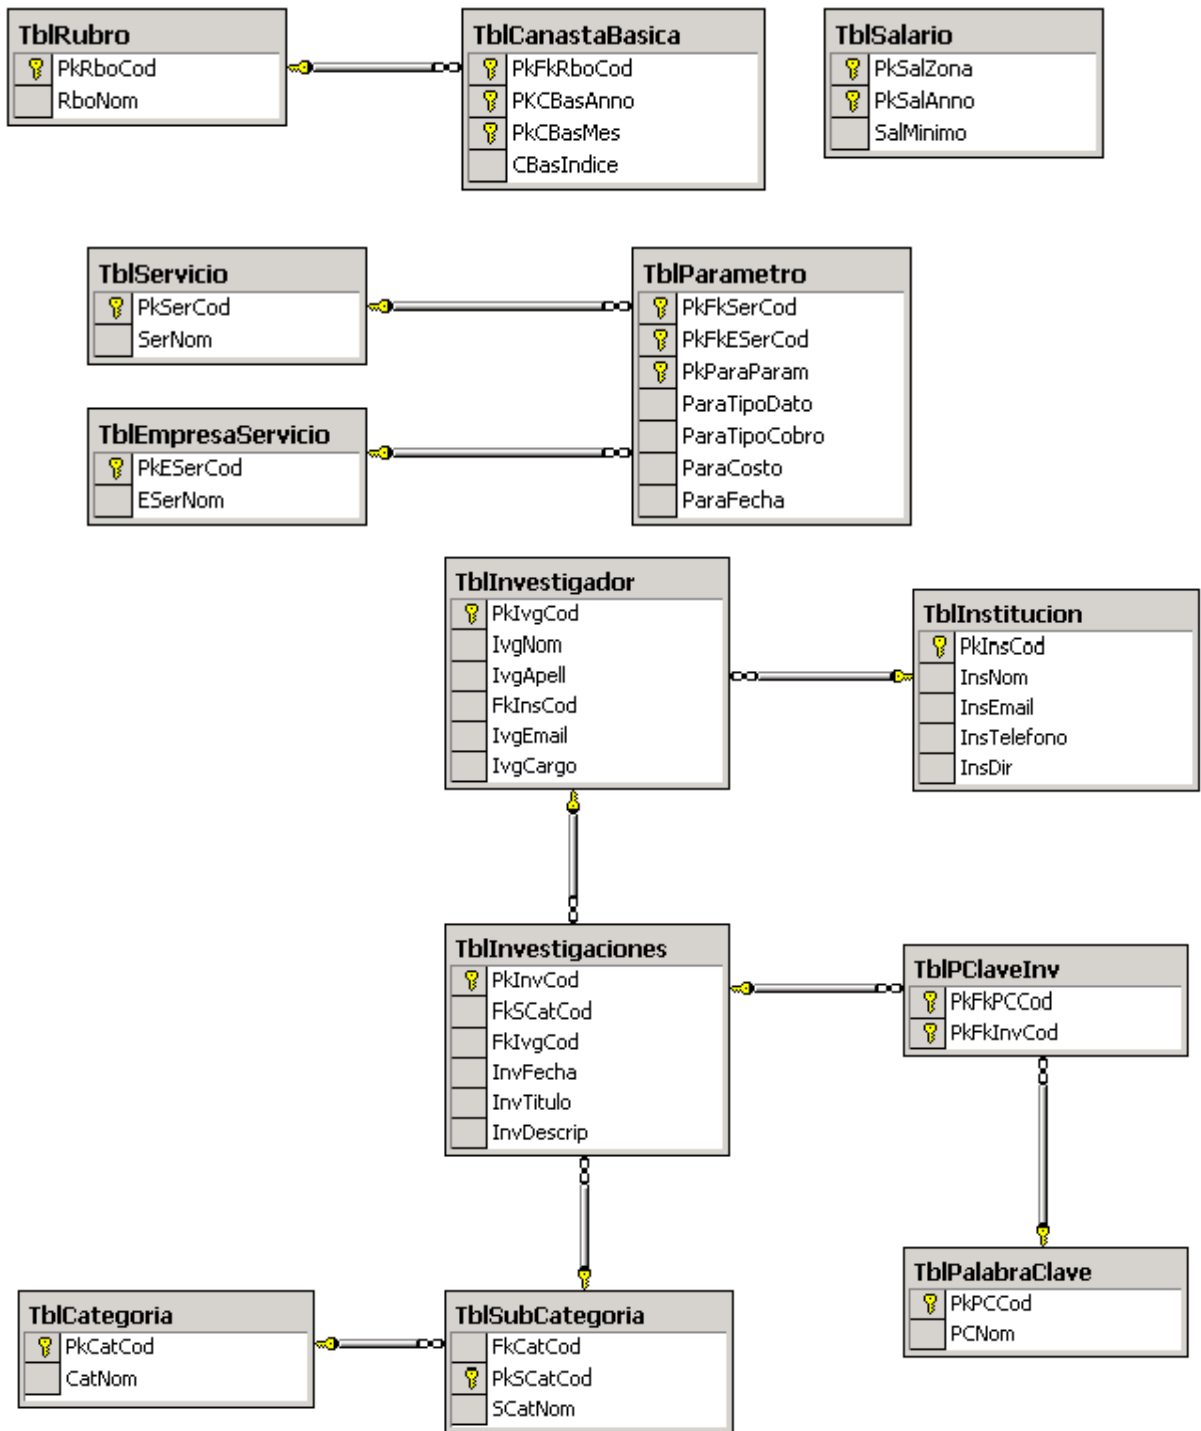 TblRubro
PkRboCod
RboNom
TblCanastaBasica
PkFkRboCod
PKCBasAnno
PkCBasMes
CBasIndice
TblSalario
PkSalZona
PkSalAnno
SalMinimo
TblServicio
PkSerCod
SerNom
TblEmpresaServicio
PkESerCod
ESerNom
TblParametro
PkFkSerCod
PkFkESerCod
PkParaParam
ParaTipoDato
ParaTipoCobro
ParaCosto
ParaFecha
TblInvestigador
PkIvgCod
IvgNom
IvgApell
FkInsCod
IvgEmail
IvgCargo
TblInstitucion
PkInsCod
InsNom
InsEmail
InsTelefono
InsDir
TblInvestigaciones
PkInvCod
FkSCatCod
FkIvgCod
InvFecha
InvTitulo
InvDescrip
TblPClaveInv
PkFkPCCod
PkFkInvCod
TblPalabraClave
PkPCCod
PCNom
TblCategoria
PkCatCod
CatNom
TblSubCategoria
FkCatCod
PkSCatCod
SCatNom